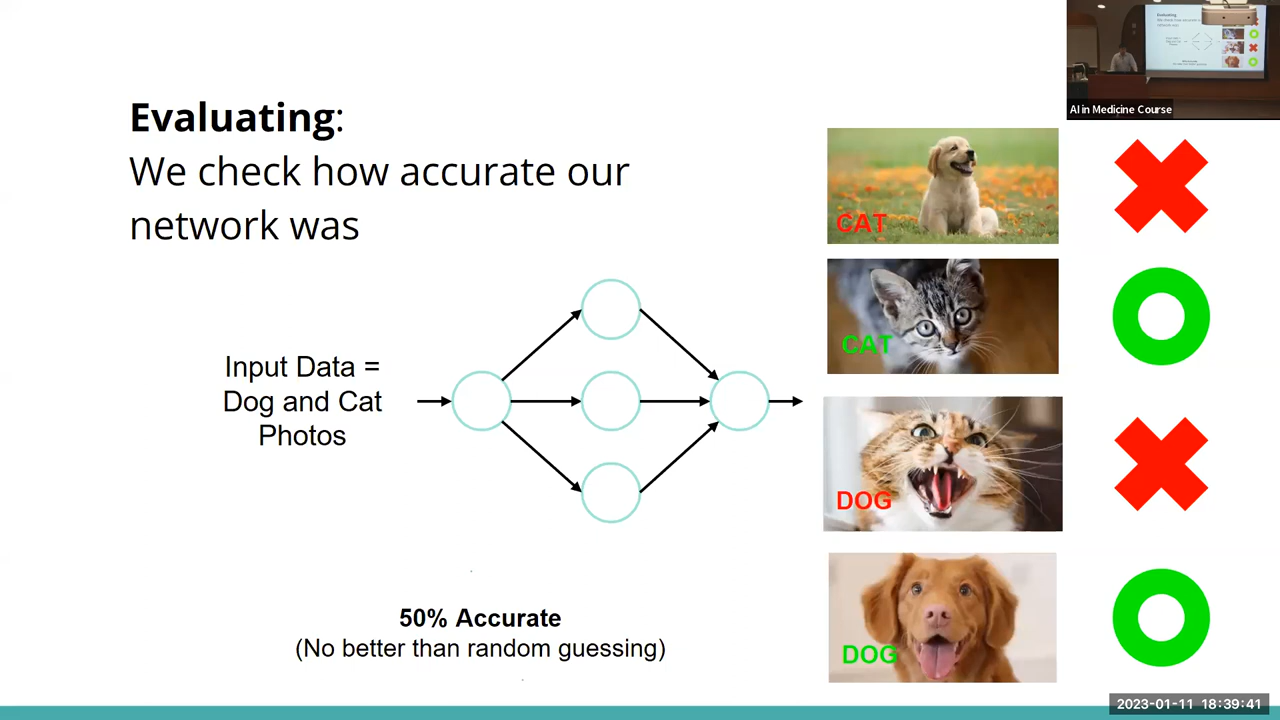 Evaluating:
We check how accurate our
network was
Input Data =
Dog and Cat
Photos
50% Accurate
(No better than random guessing)
CAT
CAT
DOG
DOG
AI in Medicine Course
2023-01-11 18:39:41